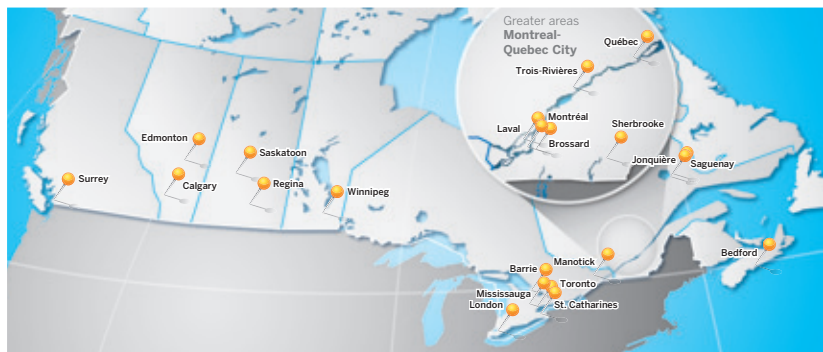 Greater areas
Montreal-
Quebec City
Québec
Trois-Rivières
Montréal
Laval
Brossard
Sherbrooke
Jonquière
Saguenay
Edmonton
Saskatoon
Surrey
Calgary
Regina
Winnipeg
Bedford
Manotick
Barrie
Toronto
Mississauga
St. Catharines
London